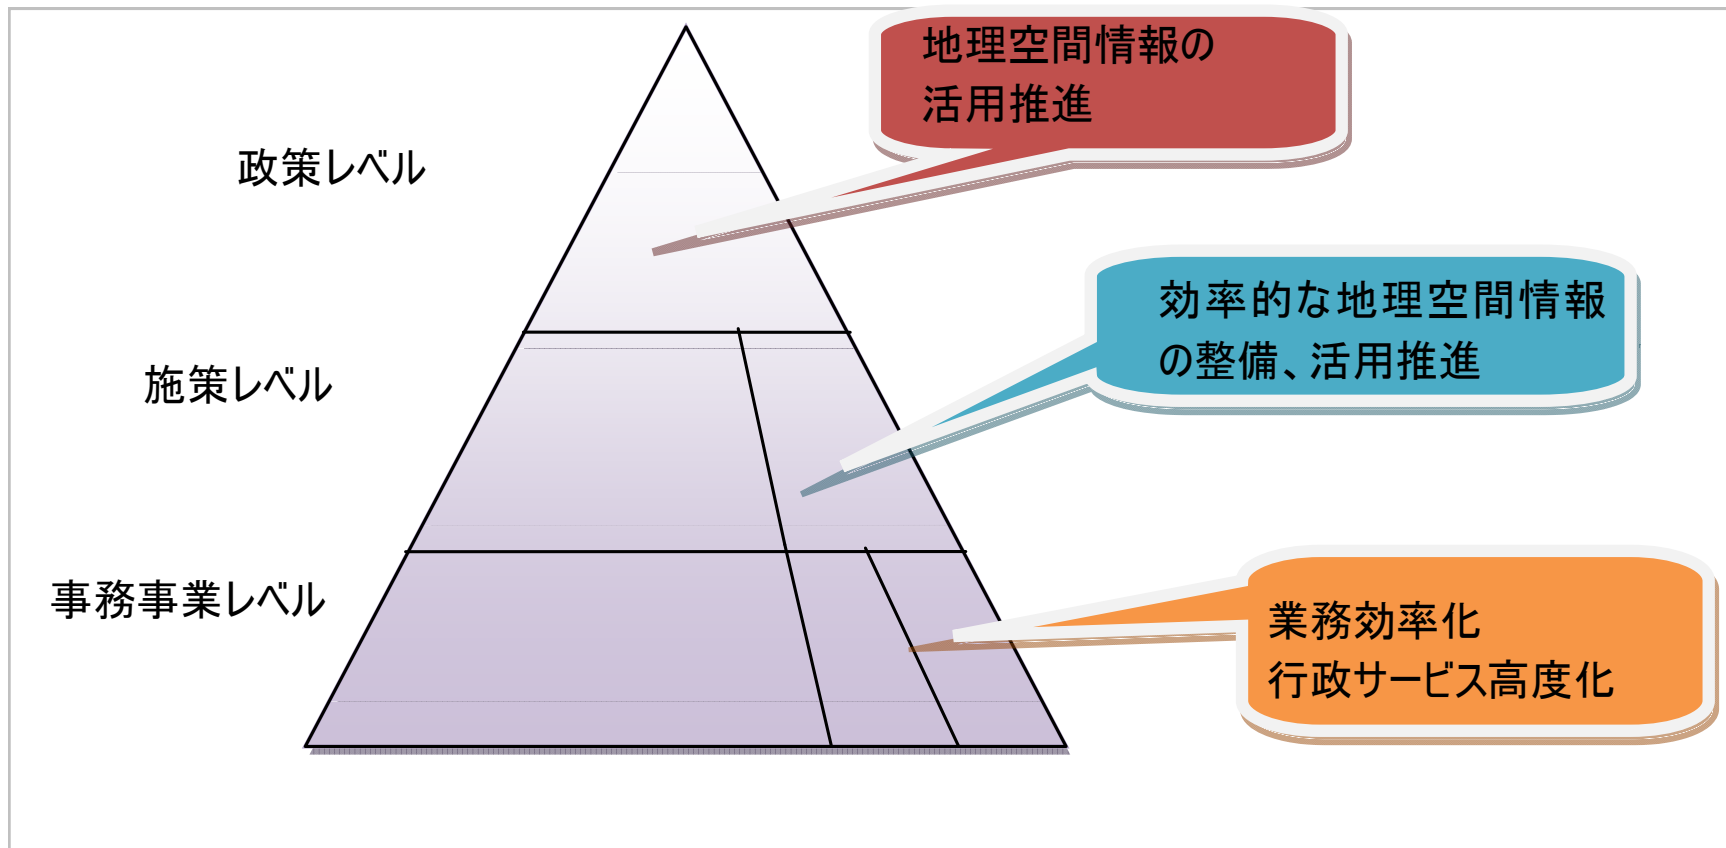 地理空間情報の
活用推進
政策レベル
効率的な地理空間情報
の整備、活用推進
施策レベル
事務事業レベル
業務効率化
行政サービス高度化